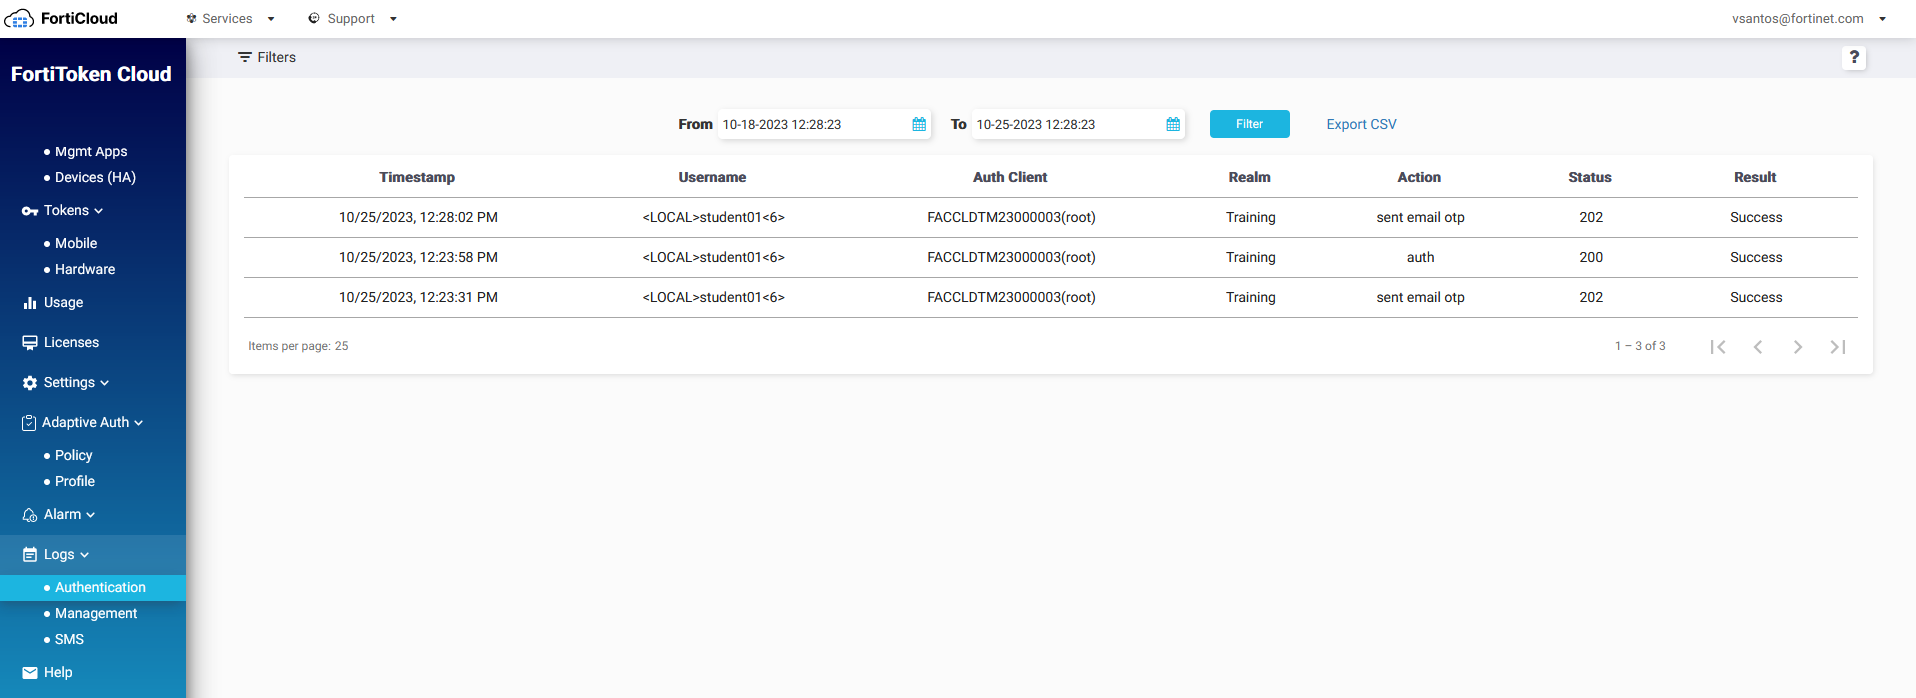 FortiCloud Services Support vsantos@fortinet.com
FortiToken Cloud
Mgmt Apps
Devices (HA)
Tokens
Mobile
Hardware
Usage
Licenses
Settings
Adaptive Auth
Policy
Profile
Alarm
Logs
Authentication
Management
SMS
Help
Filters ?
From 10-18-2023 12:28:23 To 10-25-2023 12:28:23 Filter Export CSV
Timestamp Username Auth Client Realm Action Status Result
10/25/2023, 12:28:02 PM <LOCAL>student01<6> FACCLDTM23000003(root) Training sent email otp 202 Success
10/25/2023, 12:23:58 PM <LOCAL>student01<6> FACCLDTM23000003(root) Training auth 200 Success
10/25/2023, 12:23:31 PM <LOCAL>student01<6> FACCLDTM23000003(root) Training sent email otp 202 Success
Items per page: 25 1 – 3 of 3